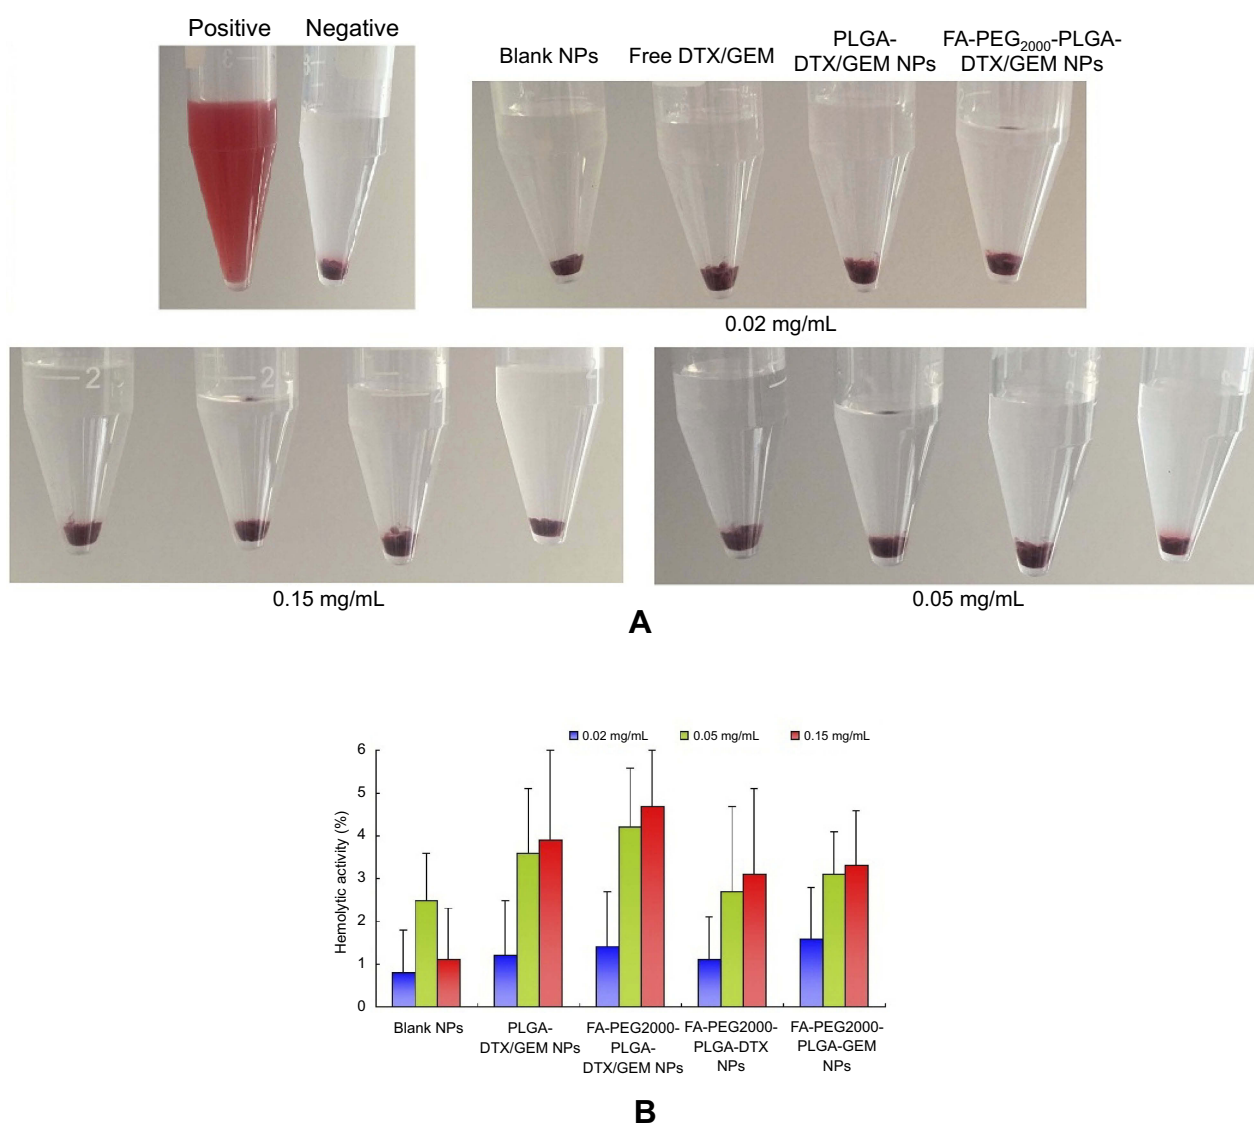 Positive
Negative
Blank NPs
Free DTX/GEM
PLGA-
DTX/GEM NPs
FA-PEG2000-PLGA-
DTX/GEM NPs
0.02 mg/mL
2
2
2
2
0.15 mg/mL
0.05 mg/mL
A
0.02 mg/mL
0.05 mg/mL
0.15 mg/mL
Hemolytic activity (%)
6
5
4
3
2
1
0
Blank NPs
PLGA-
DTX/GEM NPs
FA-PEG2000-
PLGA-
DTX/GEM NPs
FA-PEG2000-
PLGA-DTX
NPs
FA-PEG2000-
PLGA-GEM
NPs
B